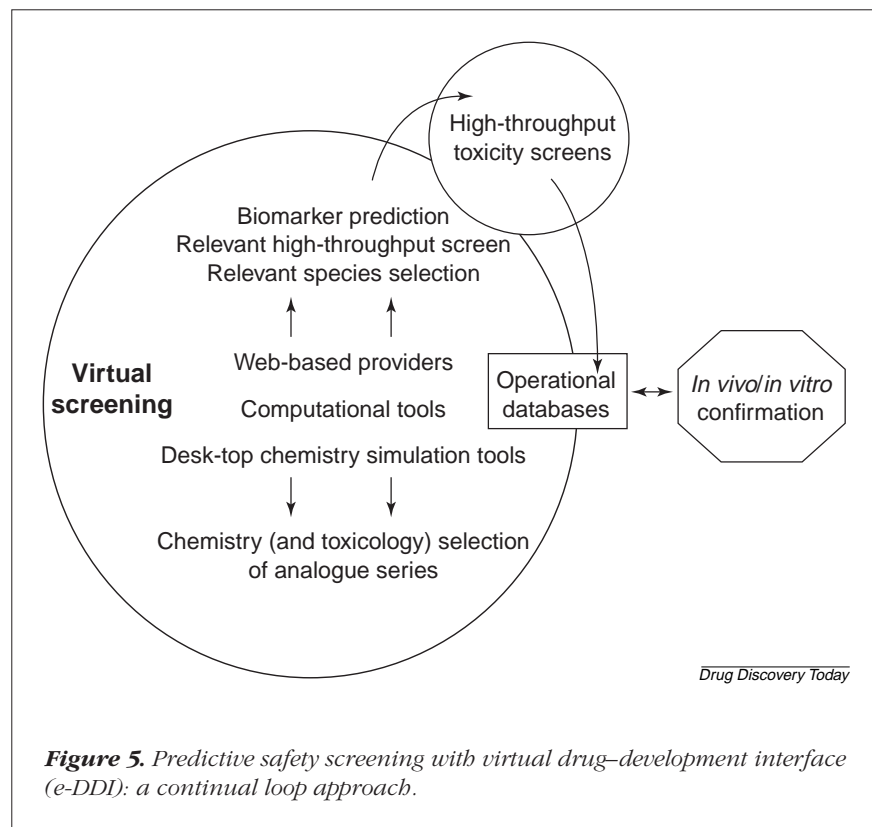 High-throughput
toxicity screens
Biomarker prediction
Relevant high-throughput screen
Relevant species selection
Web-based providers
Virtual
screening
Computational tools
Operational
databases
In vivo/in vitro
confirmation
Desk-top chemistry simulation tools
Chemistry (and toxicology) selection
of analogue series
Drug Discovery Today
Figure 5. Predictive safety screening with virtual drug–development interface
(e-DDI): a continual loop approach.